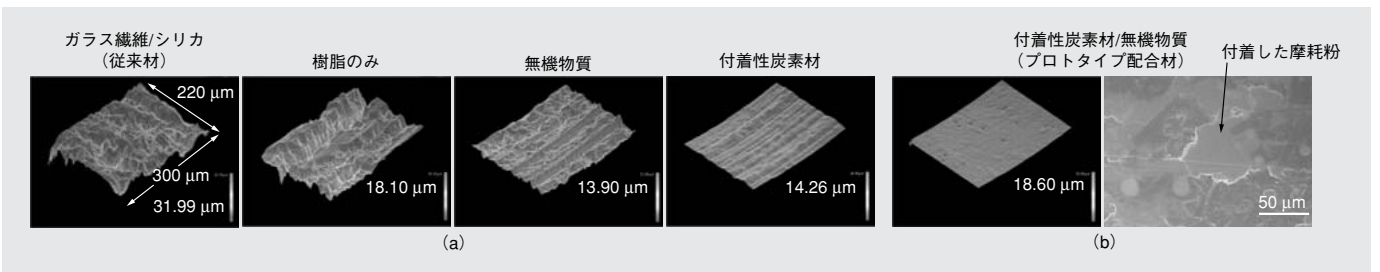 ガラス繊維/シリカ
（従来材）
220 μm
300 μm
31.99 μm
樹脂のみ
18.10 μm
無機物質
13.90 μm
付着性炭素材
14.26 μm
(a)
付着性炭素材/無機物質
（プロトタイプ配合材）
18.60 μm
付着した摩耗粉
50 μm
(b)